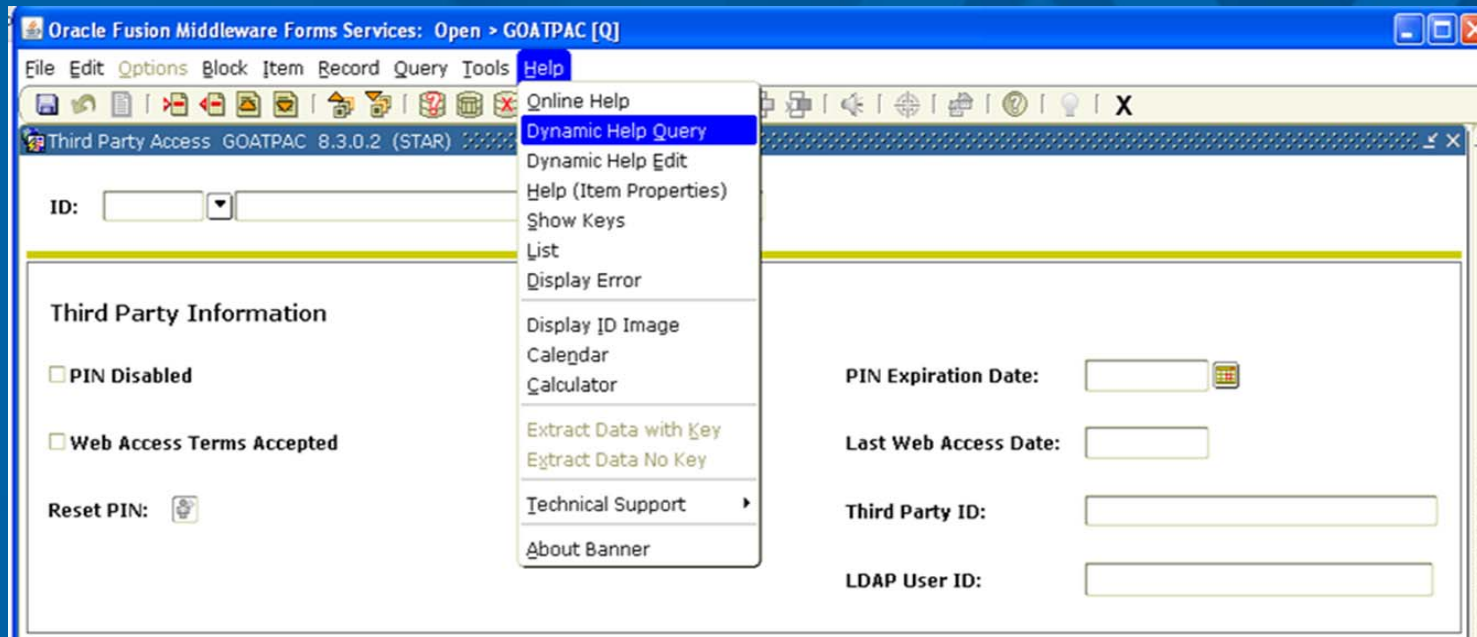 Oracle Fusion Middleware Forms Services: Open > GOATPAC [Q]
File Edit Options Block Item Record Query Tools Help
X
Online Help
Dynamic Help Query
Dynamic Help Edit
Help (Item Properties)
Show Keys
List
Display Error
Display ID Image
Calendar
Calculator
Extract Data with Key
Extract Data No Key
Technical Support
About Banner
Third Party Access GOATPAC 8.3.0.2 (STAR)
ID:
Third Party Information
PIN Disabled
PIN Expiration Date:
Web Access Terms Accepted
Last Web Access Date:
Reset PIN:
Third Party ID:
LDAP User ID: